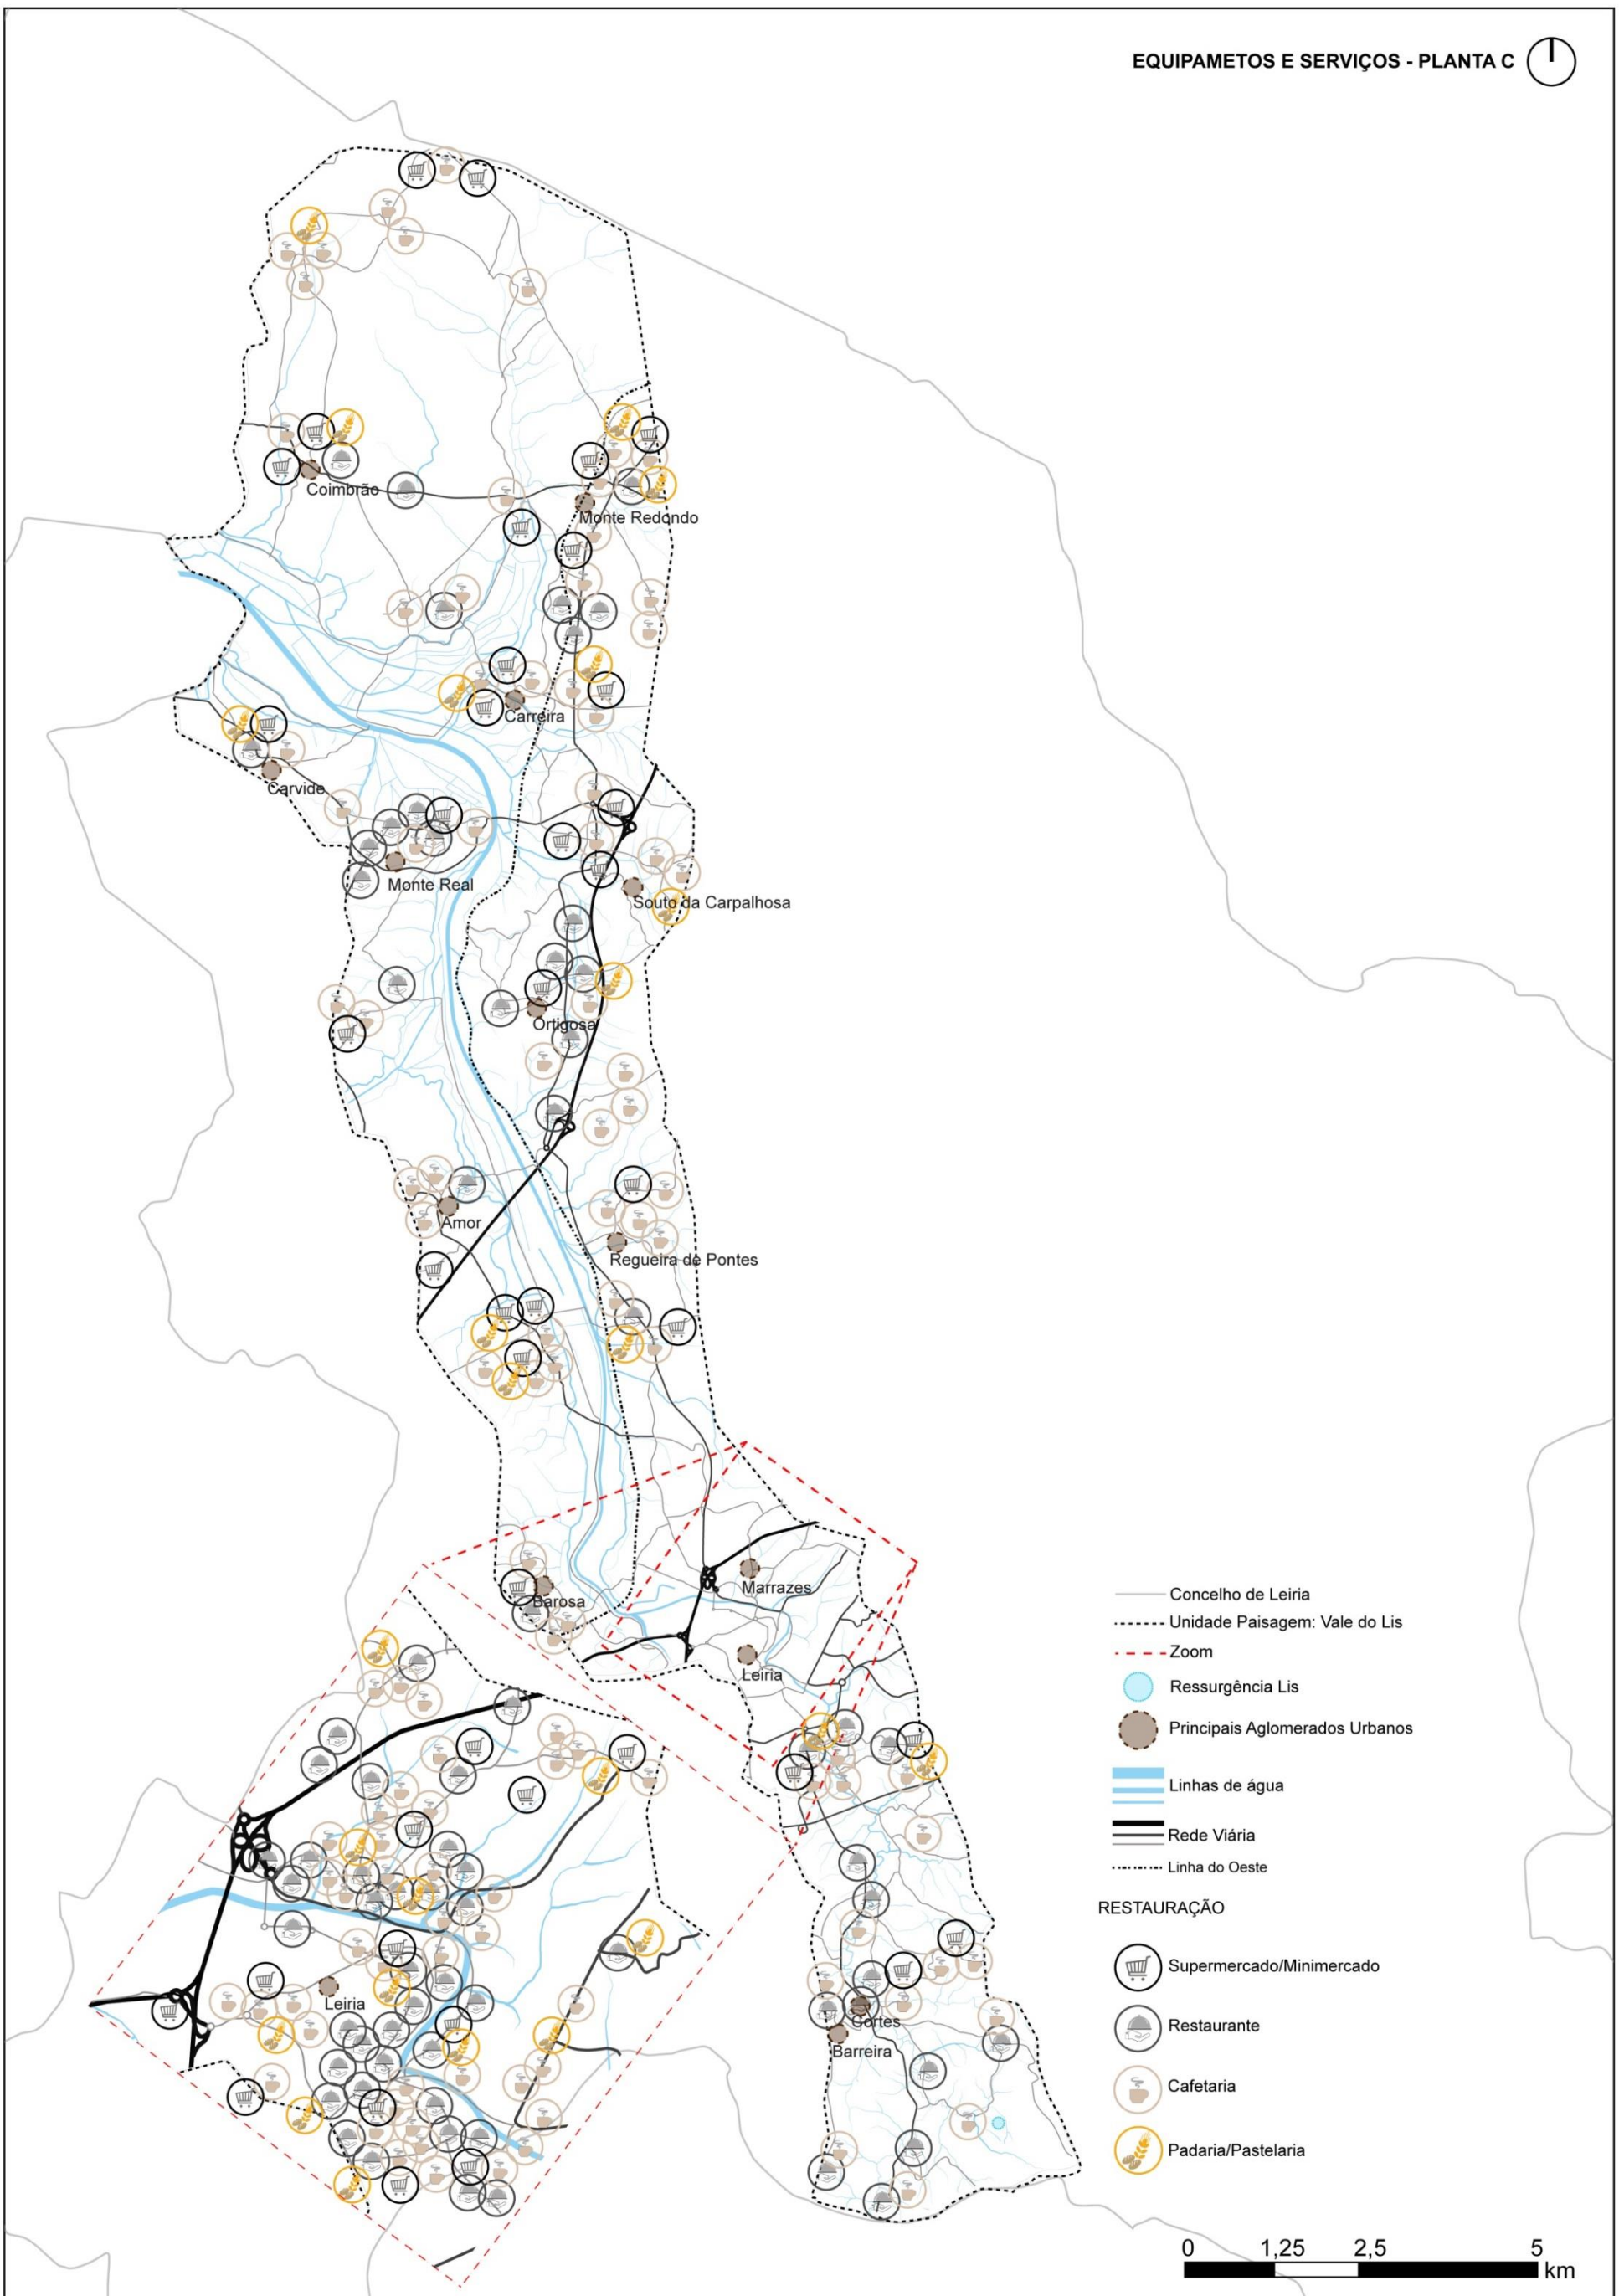 EQUIPAMETOS E SERVIÇOS - PLANTA C
Coimbrão
Monte Redondo
Carreira
Carvide
Monte Real
Souto da Carpalhosa
Ortigosa
Amor
Regueira de Pontes
Marrazes
Barosa
Leiria
Leiria
Cortes
Barreira
Concelho de Leiria
Unidade Paisagem: Vale do Lis
Zoom
Ressurgência Lis
Principais Aglomerados Urbanos
Linhas de água
Rede Viária
Linha do Oeste
RESTAURAÇÃO
Supermercado/Minimercado
Restaurante
Cafetaria
Padaria/Pastelaria
0 1,25 2,5 5
km